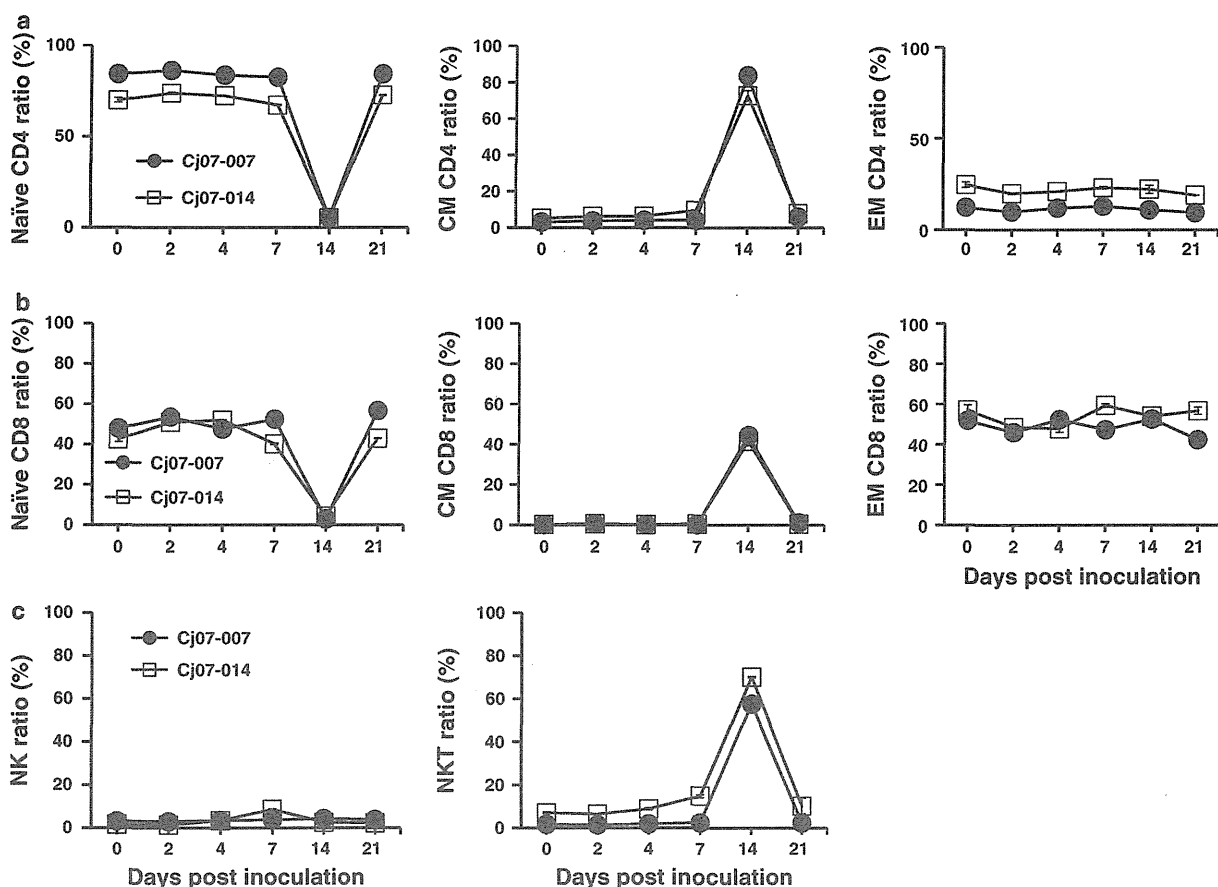 a
Naïve CD4 ratio (%)
100
50
0
Cj07-007
Cj07-014
0 2 4 7 14 21
CM CD4 ratio (%)
100
80
60
40
20
0
0 2 4 7 14 21
EM CD4 ratio (%)
100
50
0
0 2 4 7 14 21
b
Naïve CD8 ratio (%)
100
80
60
40
20
0
Cj07-007
Cj07-014
0 2 4 7 14 21
CM CD8 ratio (%)
100
80
60
40
20
0
0 2 4 7 14 21
EM CD8 ratio (%)
100
80
60
40
20
0
0 2 4 7 14 21
Days post inoculation
c
NK ratio (%)
100
80
60
40
20
0
Cj07-007
Cj07-014
0 2 4 7 14 21
Days post inoculation
NKT ratio (%)
100
80
60
40
20
0
0 2 4 7 14 21
Days post inoculation